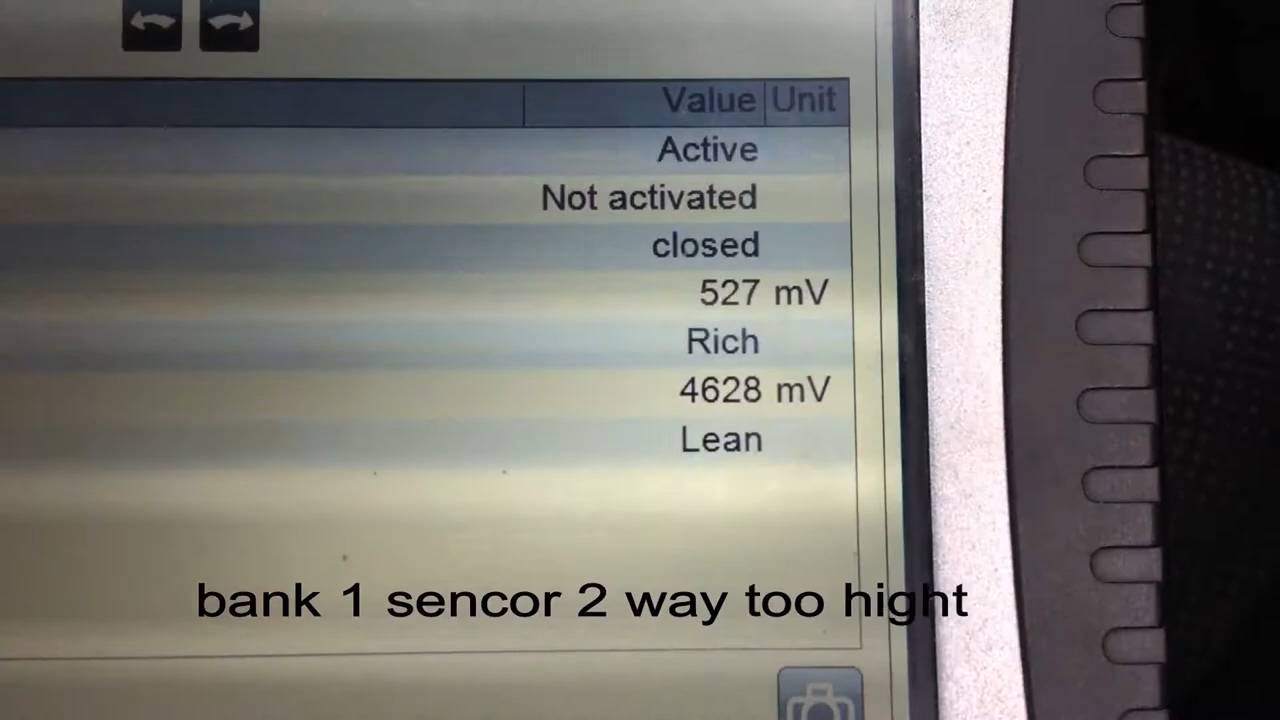 Value Unit
Active
Not activated
closed
527 mV
Rich
4628 mV
Lean
bank 1 sencor 2 way too hight